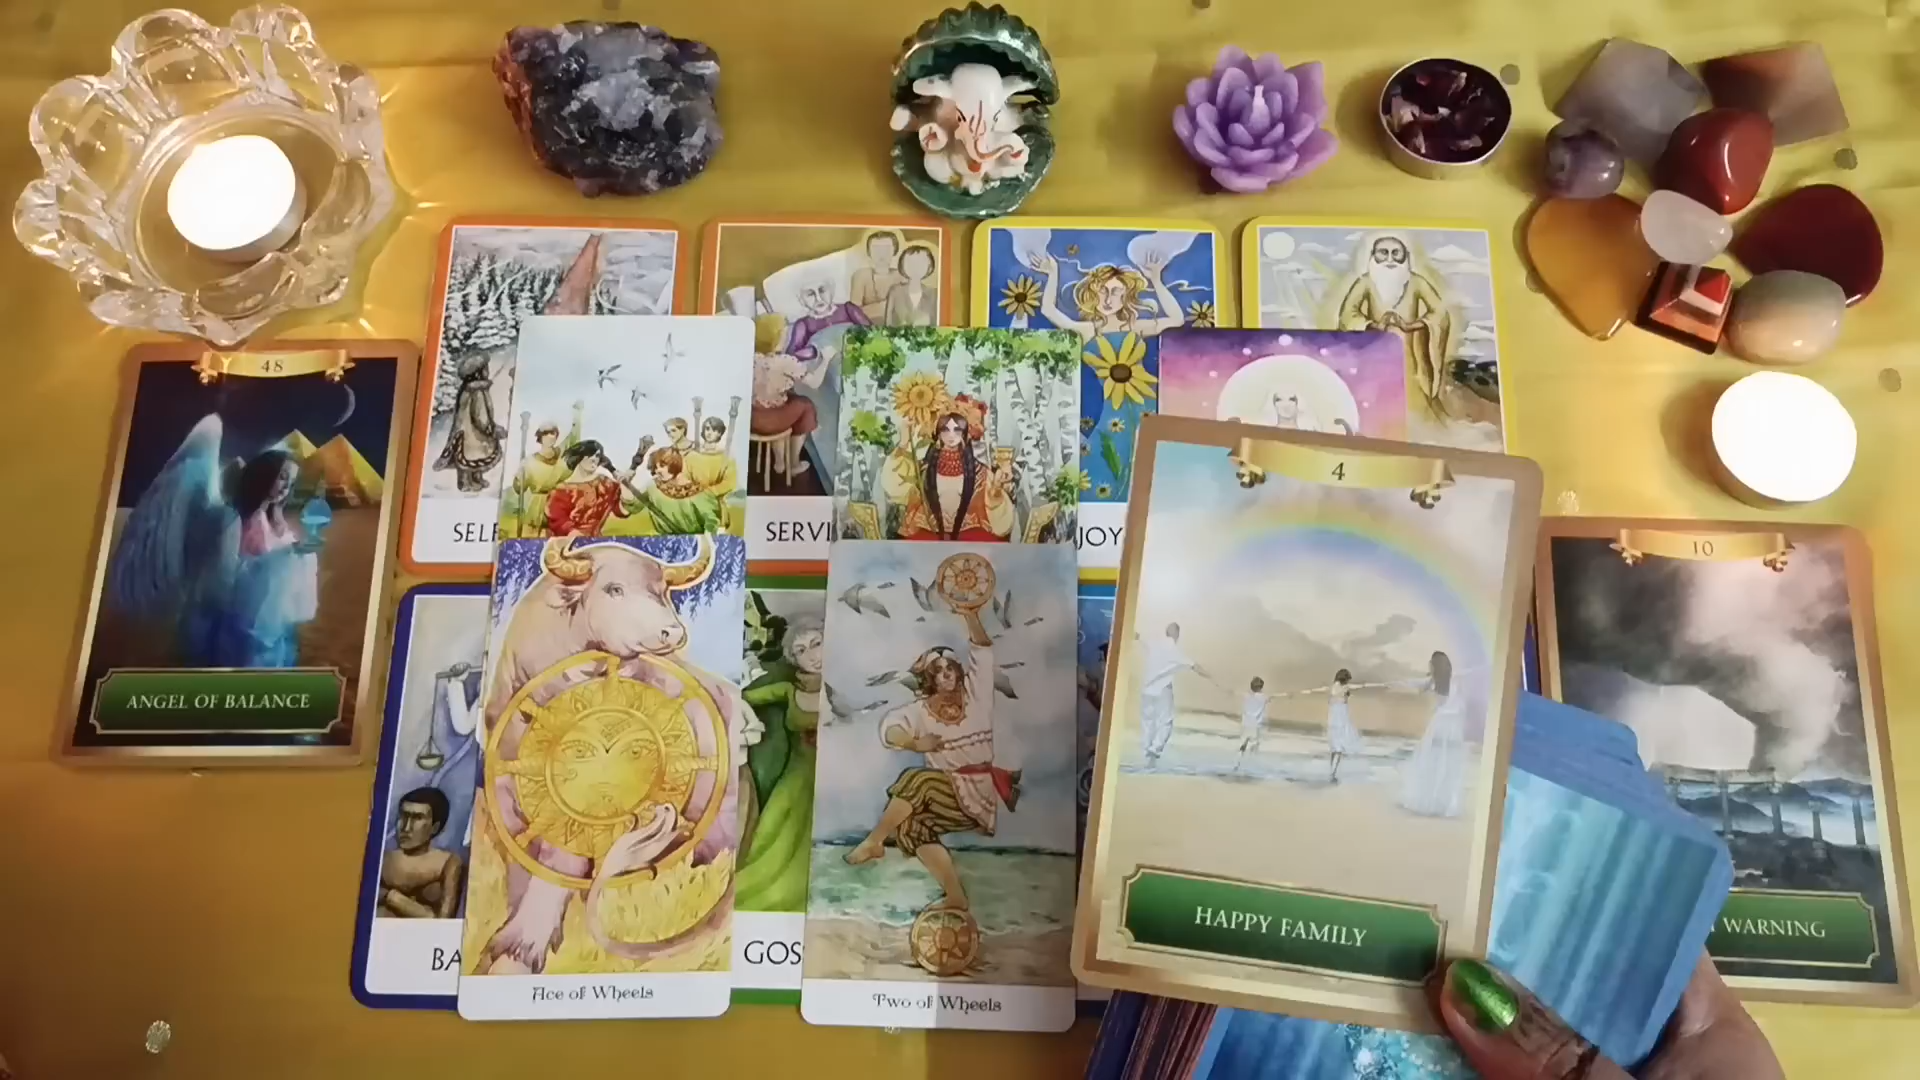 48
ANGEL OF BALANCE
SELF
SERVI
JOY
4
HAPPY FAMILY
10
WARNING
BA
GOS
Ace of Wheels
Two of Wheels